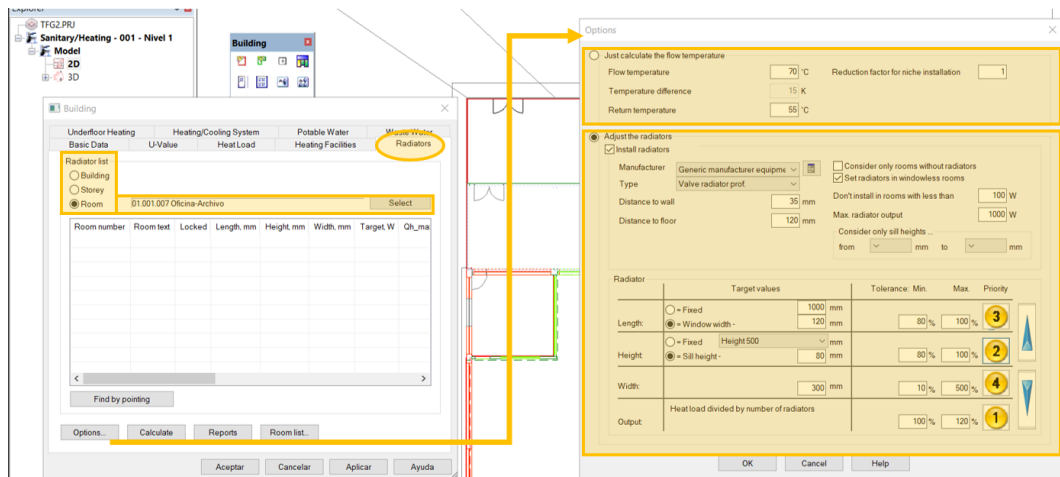 Explorer
TFG2.PRJ
Sanitary/Heating - 001 - Nivel 1
Model
2D
3D
Building
Building
Underfloor Heating Heating/Cooling System Potable Water Waste Water
Basic Data U-Value Heat Load Heating Facilities Radiators
Radiator list
Building
Storey
Room 01.001.007 Oficina-Archivo Select
Room number Room text Locked Length, mm Height, mm Width, mm Target, W Qh_ma
Find by pointing
Options... Calculate Reports Room list...
Aceptar Cancelar Aplicar Ayuda
Options
Just calculate the flow temperature
Flow temperature 70 °C Reduction factor for niche installation 1
Temperature difference 15 K
Return temperature 55 °C
Adjust the radiators
Install radiators
Manufacturer Generic manufacturer equipme Consider only rooms without radiators
Type Valve radiator prof. Set radiators in windowless rooms
Distance to wall 35 mm Don't install in rooms with less than 100 W
Distance to floor 120 mm Max. radiator output 1000 W
Consider only sill heights ...
from mm to mm
Radiator
Target values Tolerance: Min. Max. Priority
= Fixed 1000 mm
Length: = Window width - 120 mm 80 % 100 % 3
= Fixed Height 500 mm
Height: = Sill height - 80 mm 80 % 100 % 2
Width: 300 mm 10 % 500 % 4
Heat load divided by number of radiators
Output: 100 % 120 % 1
OK Cancel Help